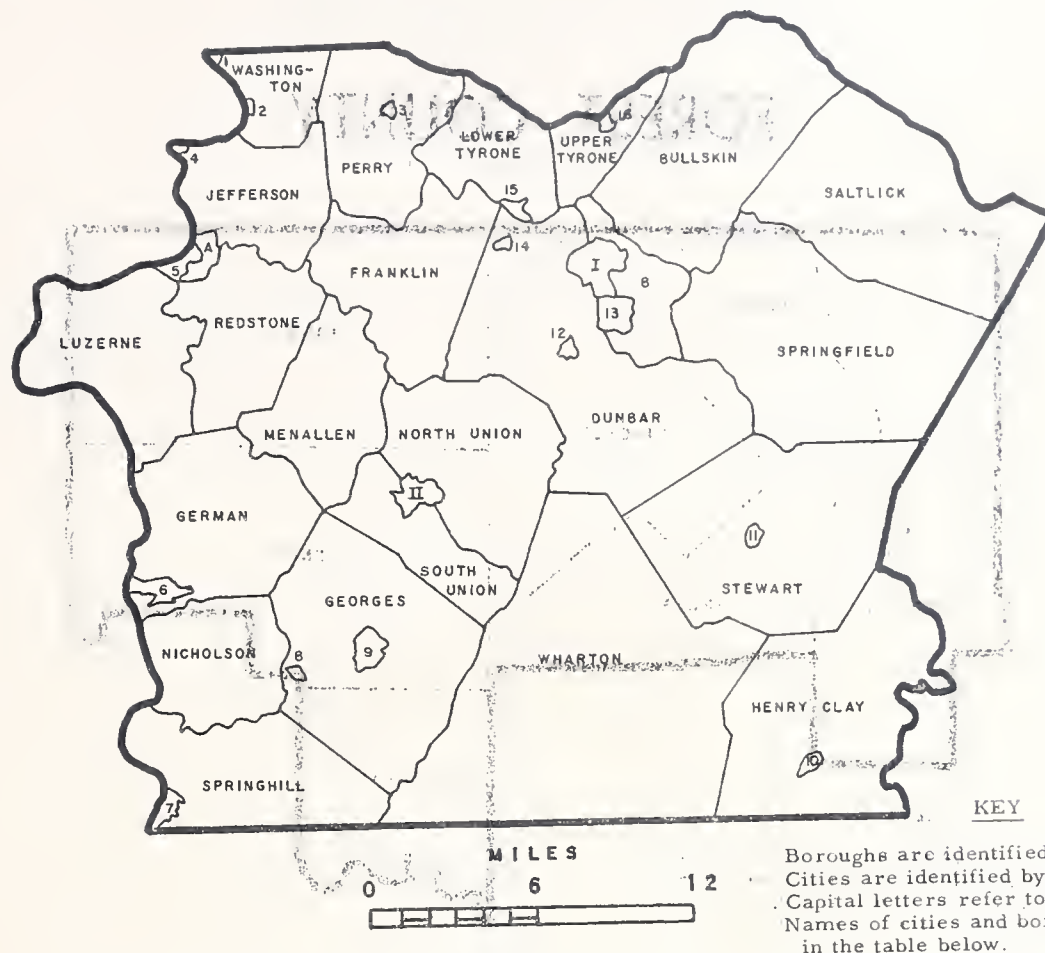 1
WASHING-
TON
2
3
4
PERRY
LOWER
TYRONE
UPPER
TYRONE
16
BULLSKIN
JEFFERSON
SALTLICK
15
A
5
14
FRANKLIN
I
B
13
LUZERNE
REDSTONE
12
SPRINGFIELD
MENALLEN
NORTH UNION
DUNBAR
II
GERMAN
11
6
SOUTH
UNION
STEWART
GEORGES
NICHOLSON
8
9
WHARTON
HENRY CLAY
10
SPRINGHILL
7
KEY
MILES
0 6 12
Boroughs are identified
Cities are identified by
Capital letters refer to
Names of cities and
in the table below.